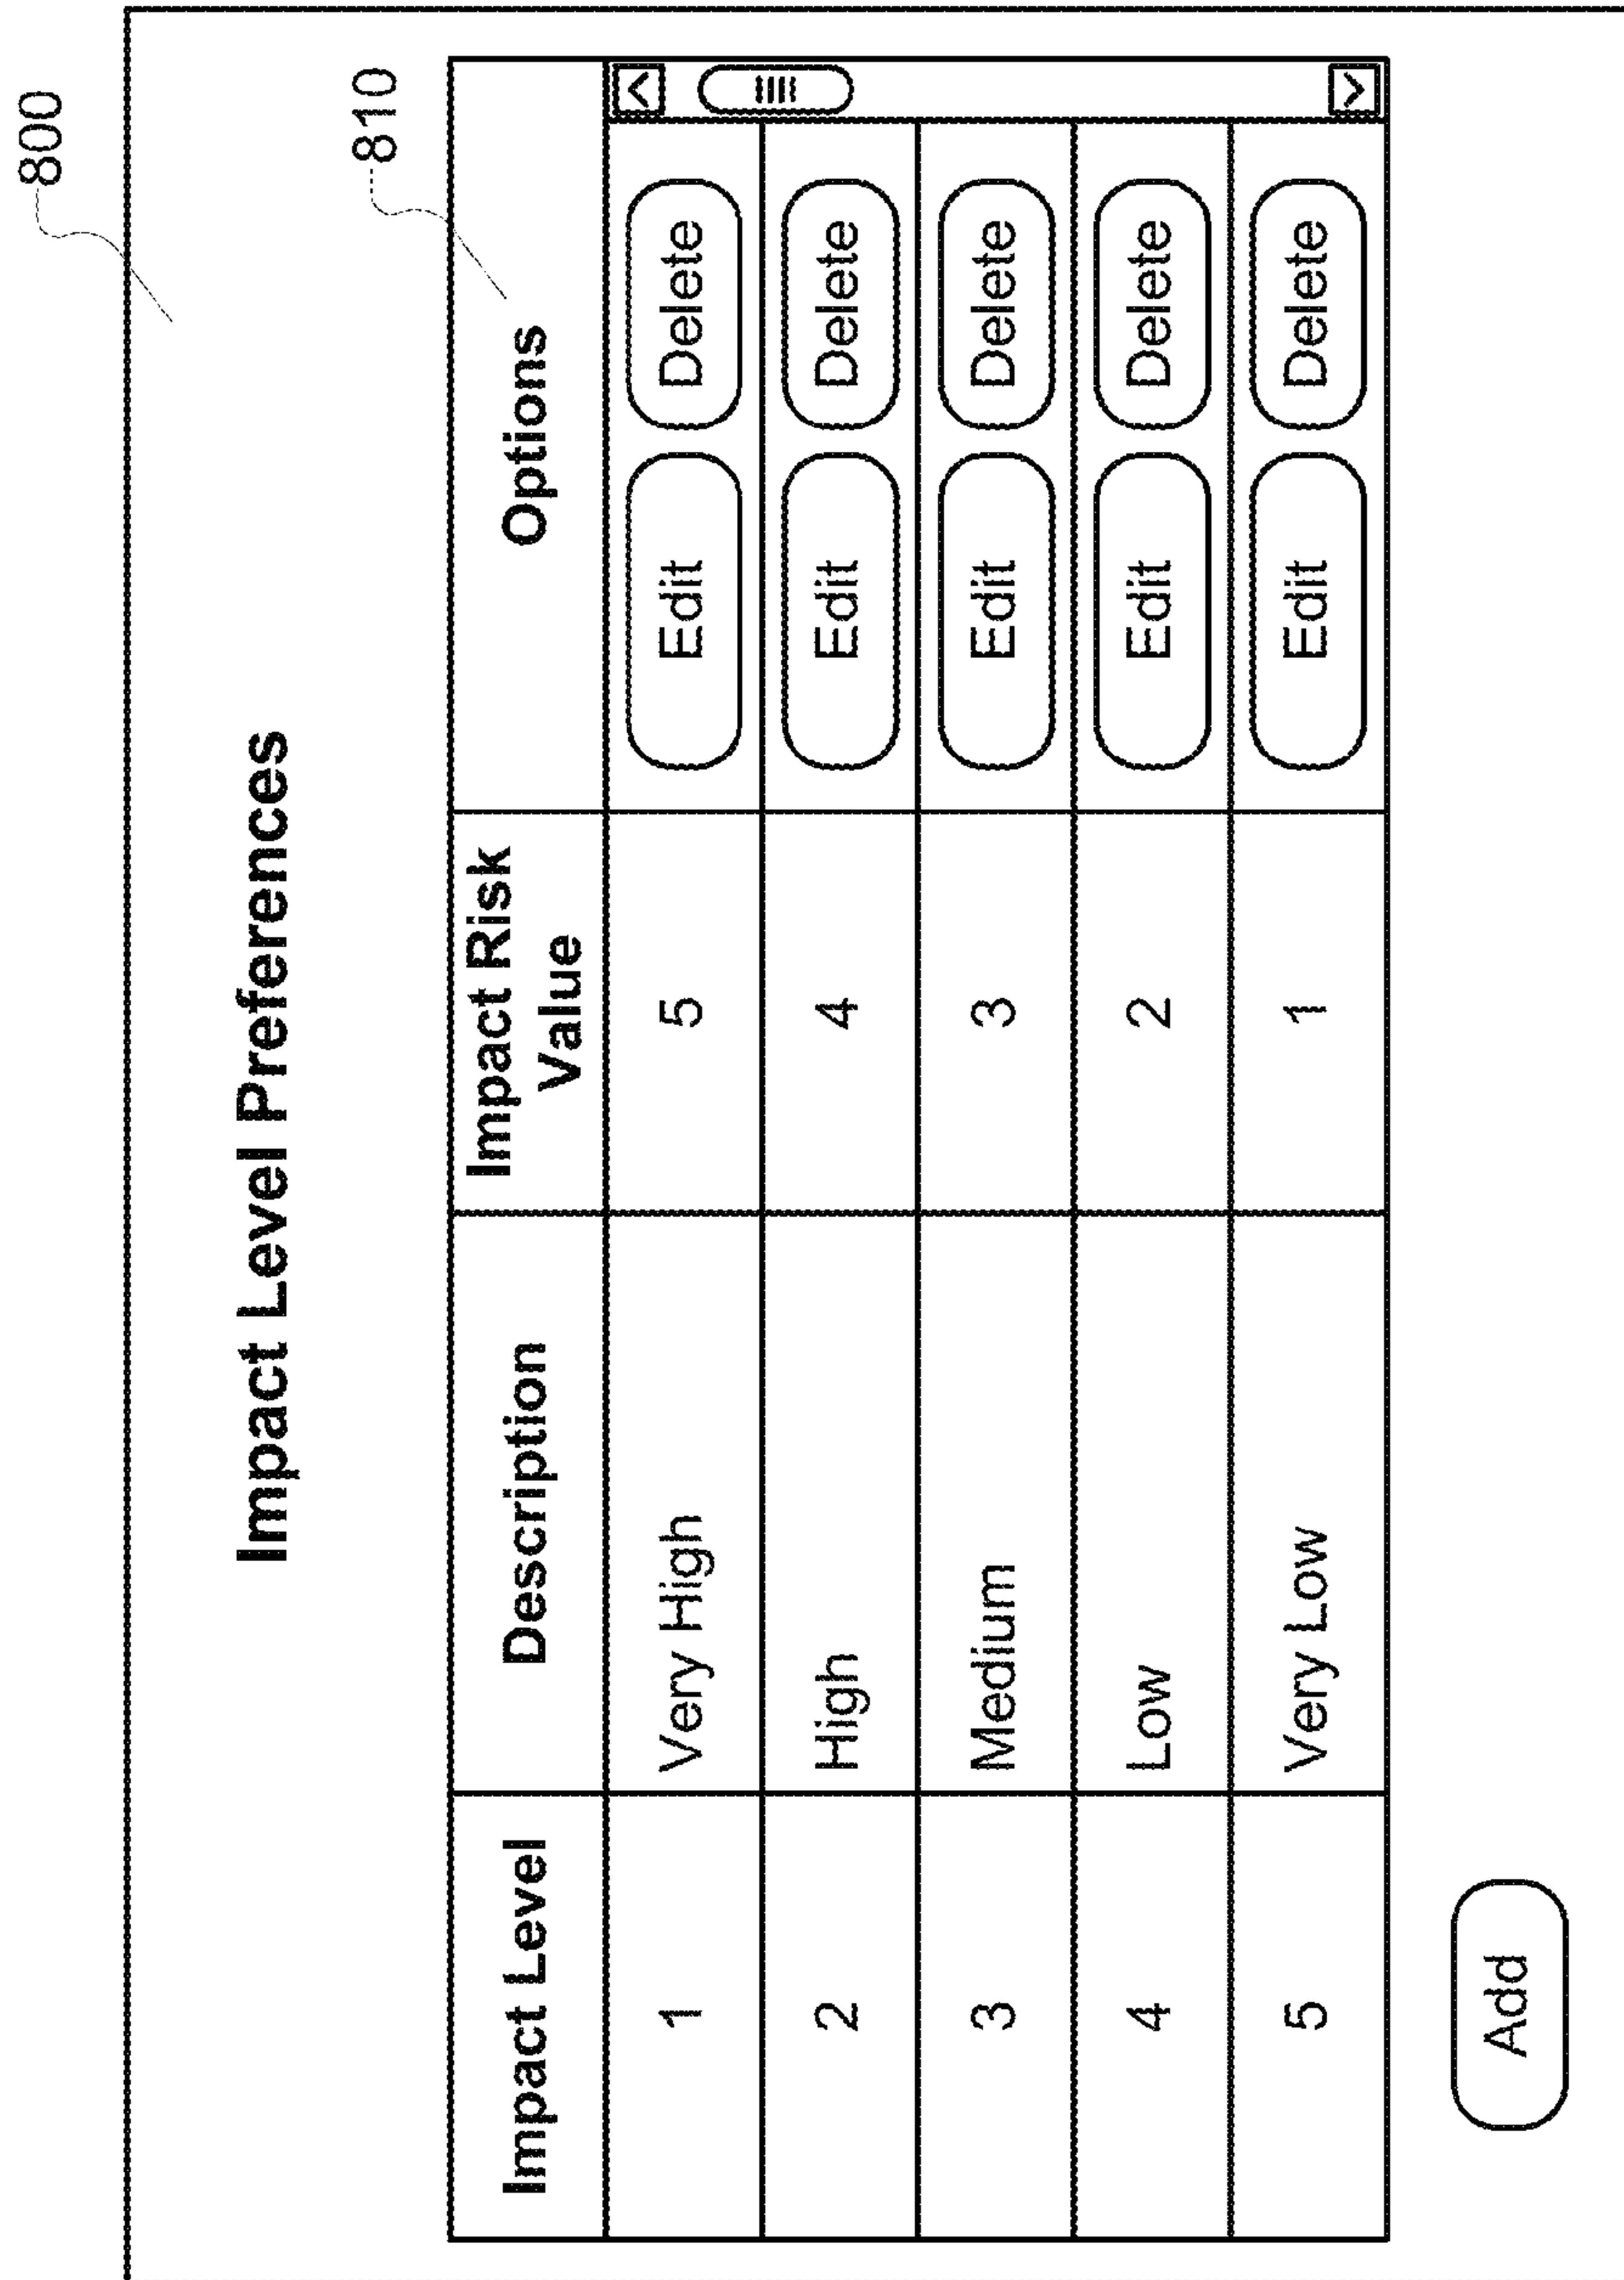 800
Impact Level Preferences
810
Impact Level Description Impact Risk Value Options
1 Very High 5 Edit Delete
2 High 4 Edit Delete
3 Medium 3 Edit Delete
4 Low 2 Edit Delete
5 Very Low 1 Edit Delete
Add